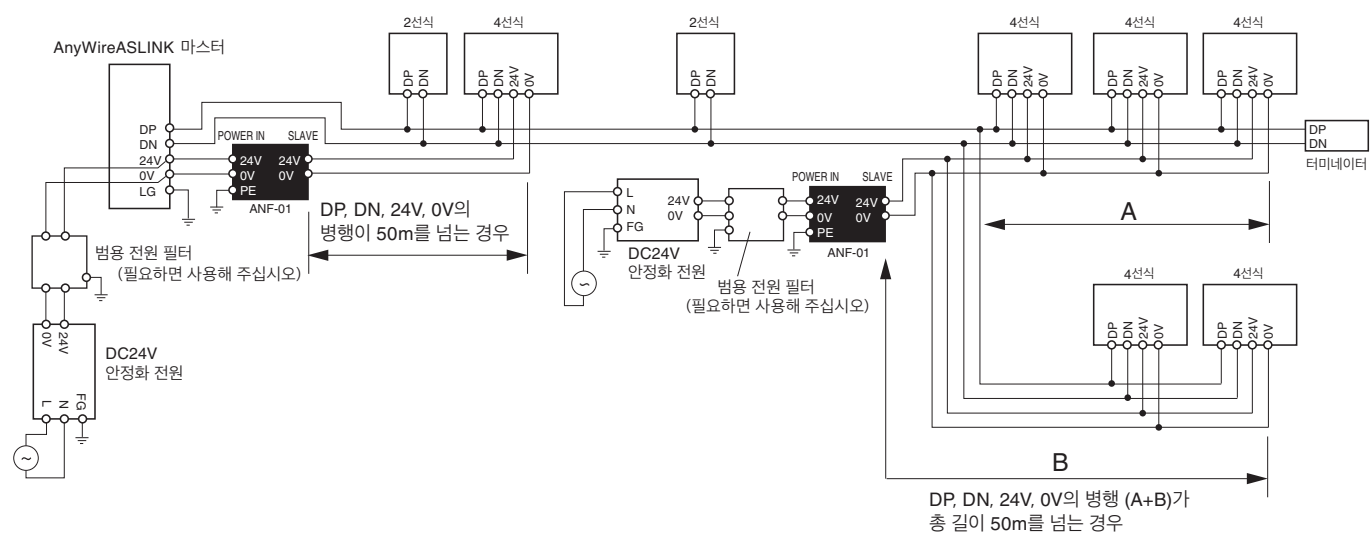 AnyWireASLINK 마스터
DP
DN
24V
0V
LG
POWER IN SLAVE
24V 24V
0V 0V
PE
ANF-01
2선식
DP DN
4선식
DP DN 24V 0V
2선식
DP DN
4선식
DP DN 24V 0V
4선식
DP DN 24V 0V
4선식
DP DN 24V 0V
DP
DN
터미네이터
DP, DN, 24V, 0V의
병행이 50m를 넘는 경우
범용 전원 필터
(필요하면 사용해 주십시오)
0V 24V
DC24V
안정화 전원
L N FG
~
L
N
FG
24V
0V
DC24V
안정화 전원
~
범용 전원 필터
(필요하면 사용해 주십시오)
POWER IN SLAVE
24V 24V
0V 0V
PE
ANF-01
A
4선식
DP DN 24V 0V
4선식
DP DN 24V 0V
B
DP, DN, 24V, 0V의 병행 (A+B)가
총 길이 50m를 넘는 경우